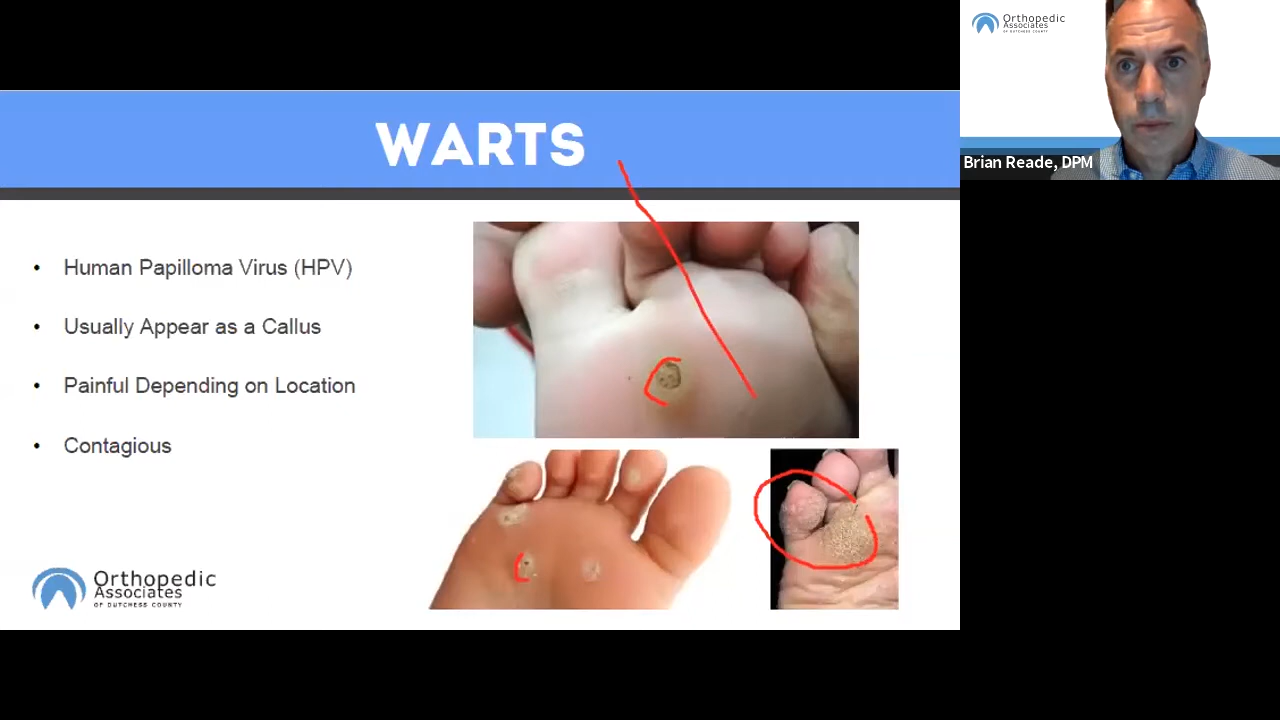 WARTS
• Human Papilloma Virus (HPV)
• Usually Appear as a Callus
• Painful Depending on Location
• Contagious
Orthopedic
Associates
OF DUTCHESS COUNTY
Orthopedic
Associates
OF DUTCHESS COUNTY
Brian Reade, DPM